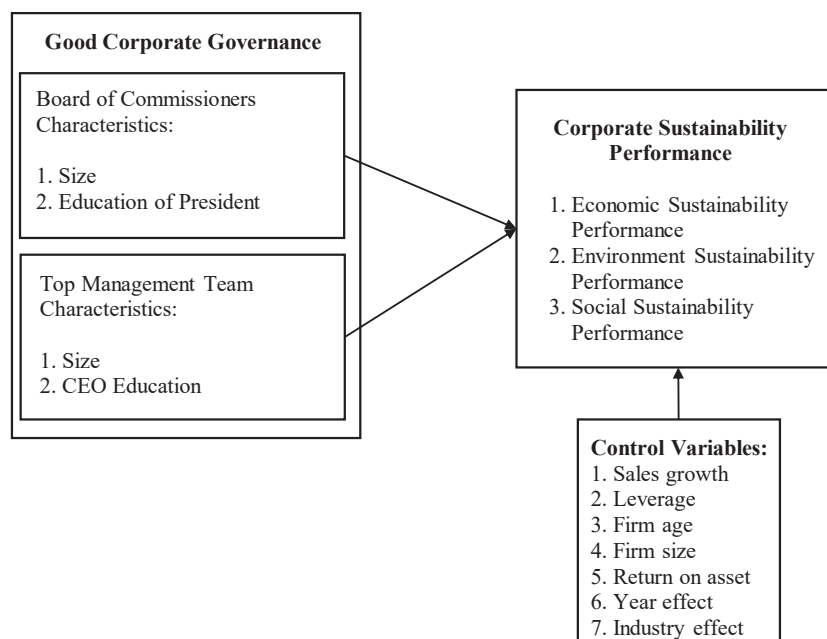 Good Corporate Governance
Board of Commissioners
Characteristics:
1. Size
2. Education of President
Top Management Team
Characteristics:
1. Size
2. CEO Education
Corporate Sustainability
Performance
1. Economic Sustainability
Performance
2. Environment Sustainability
Performance
3. Social Sustainability
Performance
Control Variables:
1. Sales growth
2. Leverage
3. Firm age
4. Firm size
5. Return on asset
6. Year effect
7. Industry effect